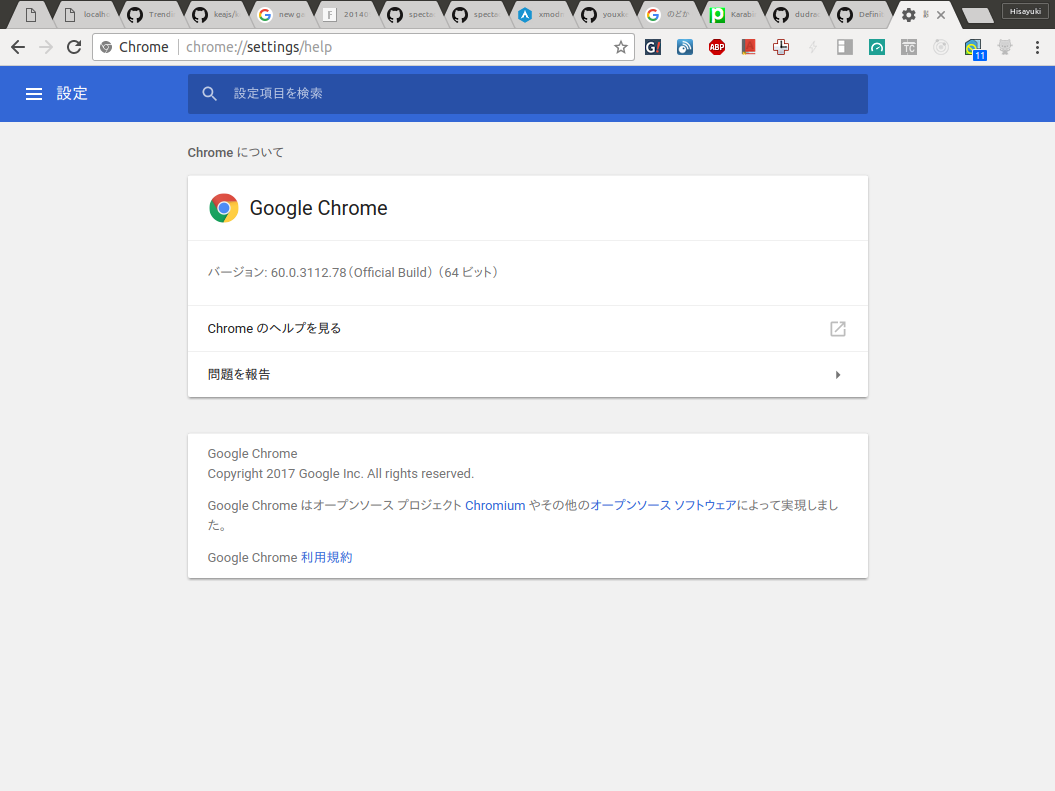 localh
Trendi
keajs/k
new ga
20140
specta
specta
xmod
youxk
のどか
Karabi
dudra
Defini
Hisayuki
Chrome
chrome://settings/help
G!
ABP
TC
11
設定
設定項目を検索
Chrome について
Google Chrome
バージョン: 60.0.3112.78（Official Build） （64 ビット）
Chrome のヘルプを見る
問題を報告
Google Chrome
Copyright 2017 Google Inc. All rights reserved.
Google Chrome はオープンソース プロジェクト Chromium やその他のオープンソース ソフトウェアによって実現しまし
た。
Google Chrome 利用規約